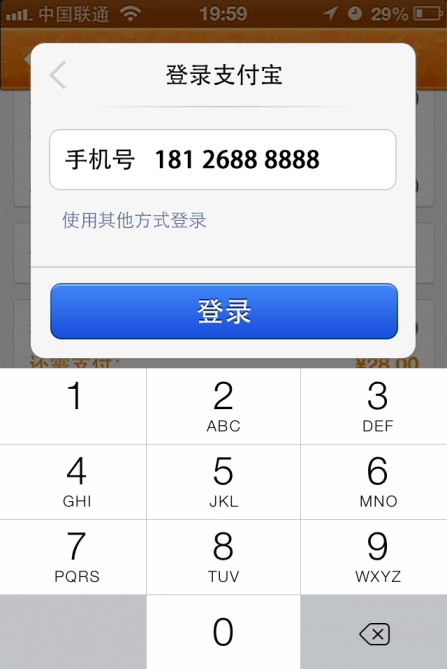 中国联通 19:59 29%
登录支付宝
手机号 181 2688 8888
使用其他方式登录
登录
还要支付: ¥28.00
1 2 3
ABC DEF
4 5 6
GHI JKL MNO
7 8 9
PQRS TUV WXYZ
0